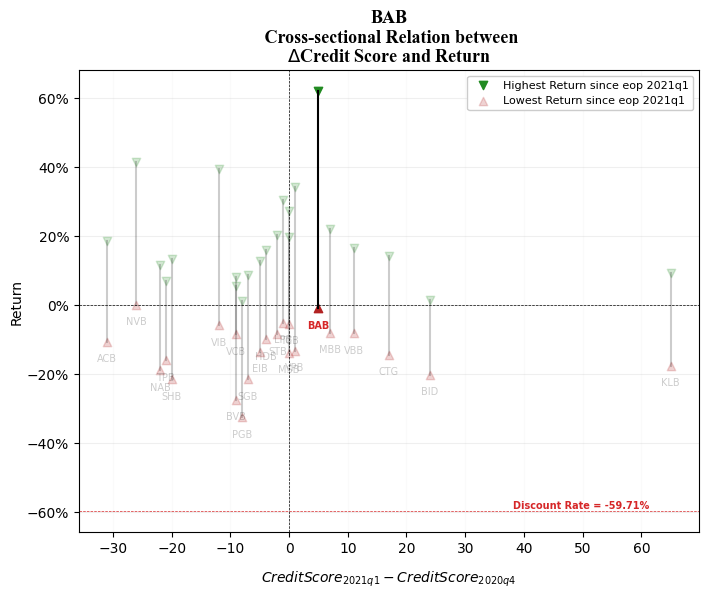 BAB
Cross-sectional Relation between
ΔCredit Score and Return
Highest Return since eop 2021q1
Lowest Return since eop 2021q1
60%
40%
20%
0%
−20%
−40%
−60%
Return
ACB
NVB
NAB
TPB
SHB
VIB
VCB
BVB
PGB
SGB
EIB
HDB
STB
MSB
BAB
MBB
VBB
CTG
BID
KLB
Discount Rate = -59.71%
−30
−20
−10
0
10
20
30
40
50
60
CreditScore2021q1 − CreditScore2020q4